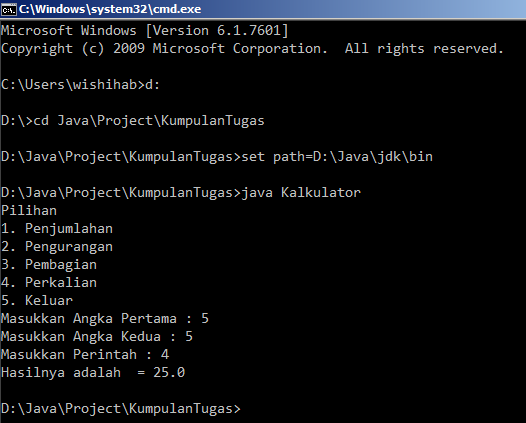 C:\Windows\system32\cmd.exe
Microsoft Windows [Version 6.1.7601]
Copyright (c) 2009 Microsoft Corporation.  All rights reserved.
C:\Users\wishihab>d:
D:\>cd Java\Project\KumpulanTugas
D:\Java\Project\KumpulanTugas>set path=D:\Java\jdk\bin
D:\Java\Project\KumpulanTugas>java Kalkulator
Pilihan
1. Penjumlahan
2. Pengurangan
3. Pembagian
4. Perkalian
5. Keluar
Masukkan Angka Pertama : 5
Masukkan Angka Kedua : 5
Masukkan Perintah : 4
Hasilnya adalah  = 25.0
D:\Java\Project\KumpulanTugas>